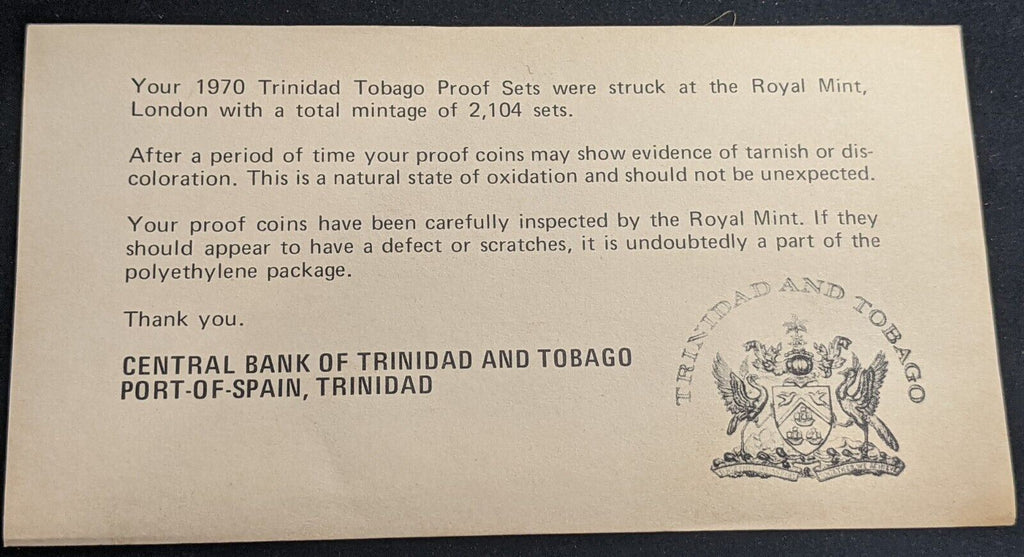 Your 1970 Trinidad Tobago Proof Sets were struck at the Royal Mint,
London with a total mintage of 2,104 sets.
After a period of time your proof coins may show evidence of tarnish or dis-
coloration. This is a natural state of oxidation and should not be unexpected.
Your proof coins have been carefully inspected by the Royal Mint. If they
should appear to have a defect or scratches, it is undoubtedly a part of the
polyethylene package.
Thank you.
CENTRAL BANK OF TRINIDAD AND TOBAGO
PORT-OF-SPAIN, TRINIDAD
TRINIDAD AND TOBAGO